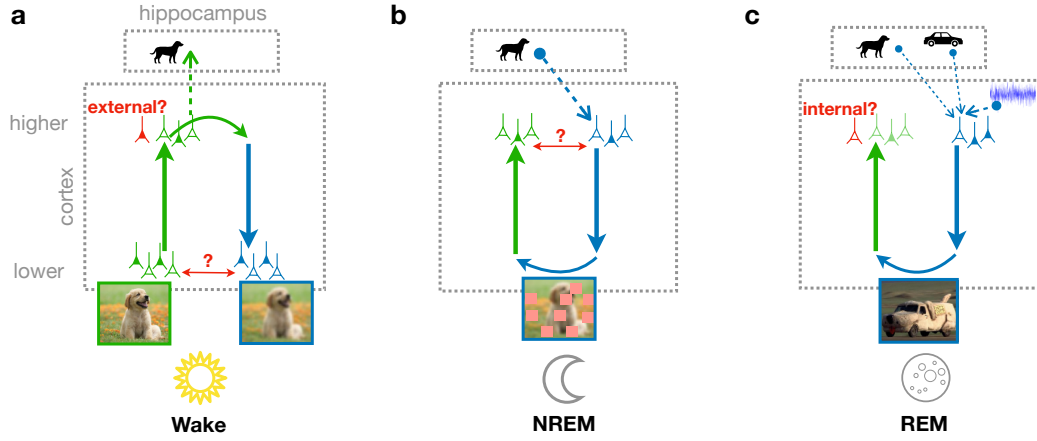 a
hippocampus
external?
higher
cortex
?
lower
Wake
b
?
NREM
c
internal?
REM